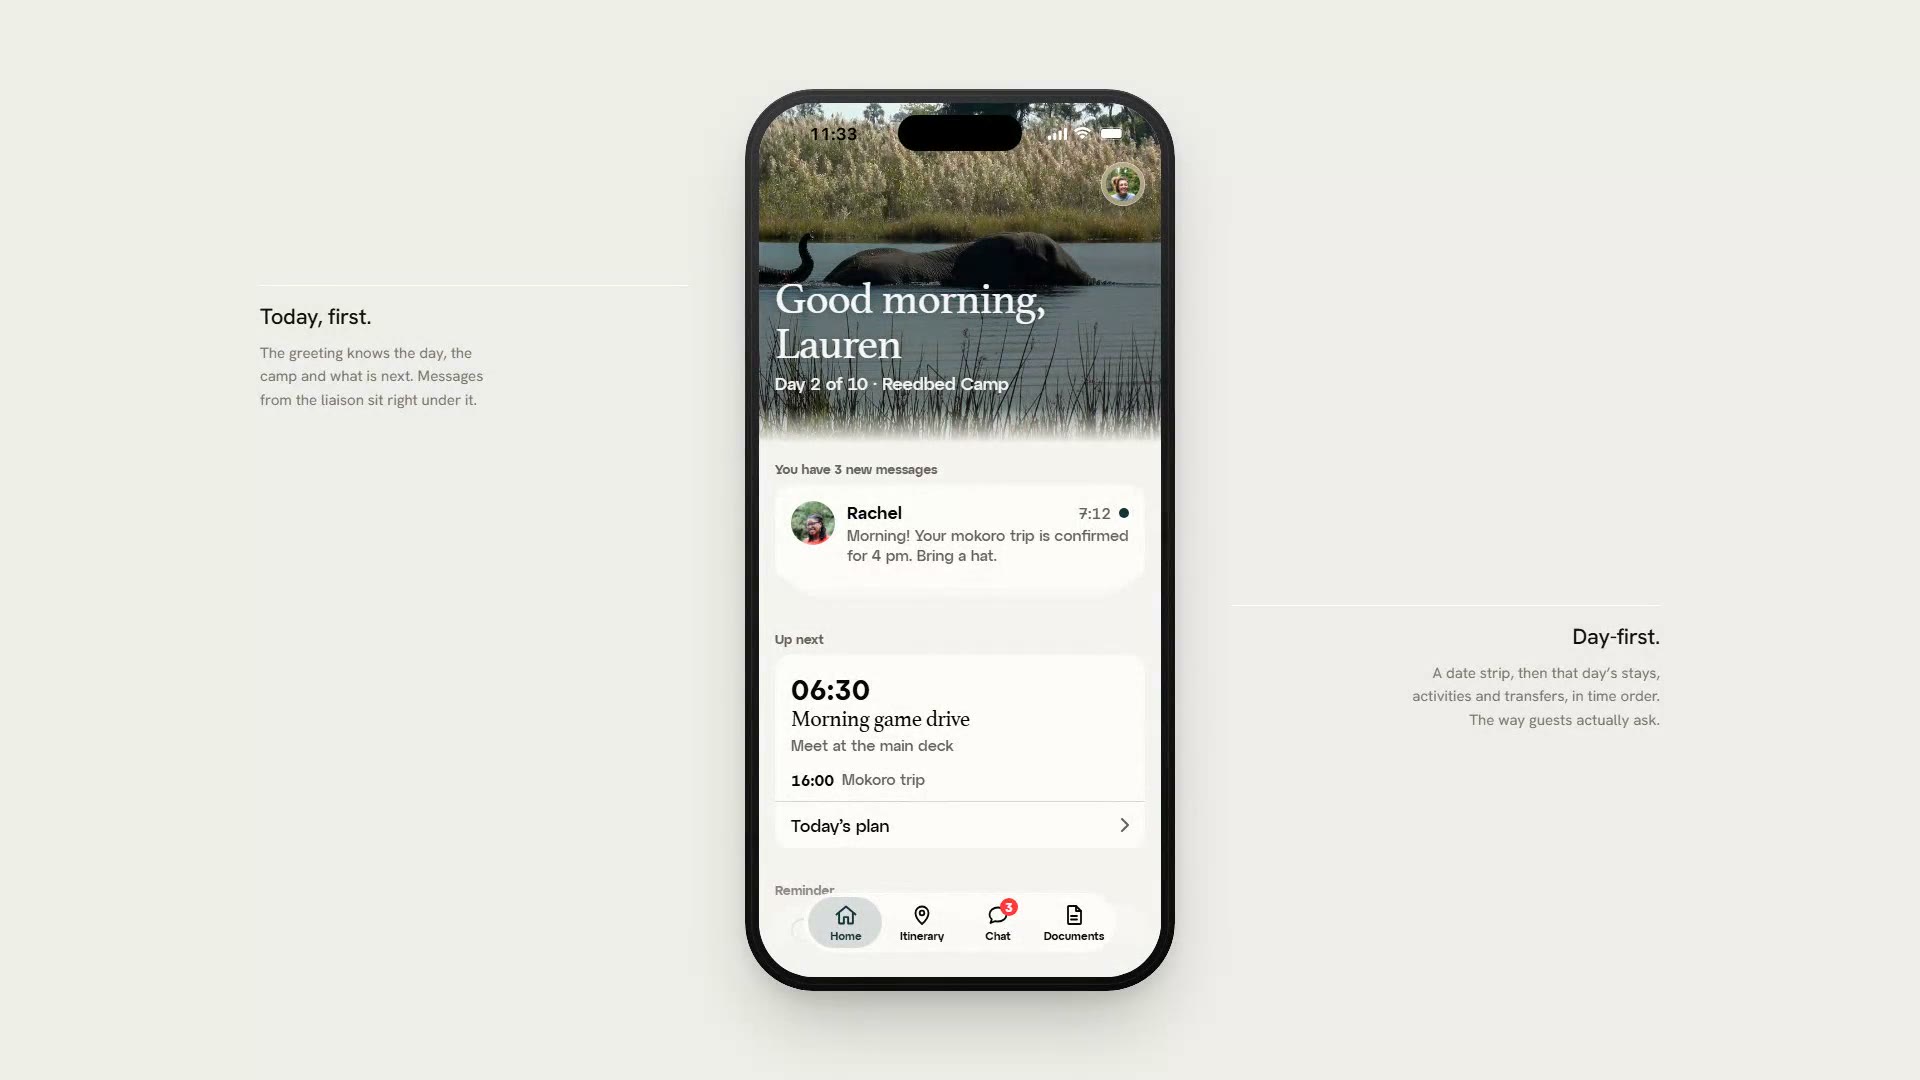 Today, first.
The greeting knows the day, the
camp and what is next. Messages
from the liaison sit right under it.
11:33
Good morning,
Lauren
Day 2 of 10 · Reedbed Camp
You have 3 new messages
Rachel
7:12
Morning! Your mokoro trip is confirmed
for 4 pm. Bring a hat.
Up next
06:30
Morning game drive
Meet at the main deck
16:00 Mokoro trip
Today’s plan
Reminder
Home
Itinerary
3
Chat
Documents
Day-first.
A date strip, then that day’s stays,
activities and transfers, in time order.
The way guests actually ask.